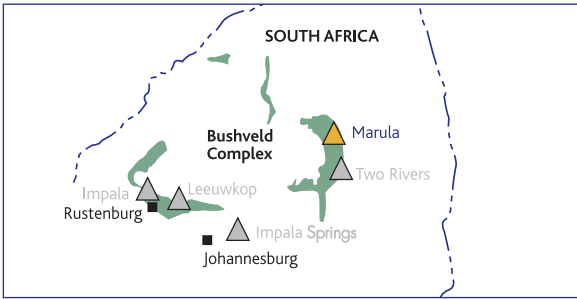 SOUTH AFRICA
Bushveld
Complex
Marula
Two Rivers
Impala
Leeuwkop
Rustenburg
Impala Springs
Johannesburg